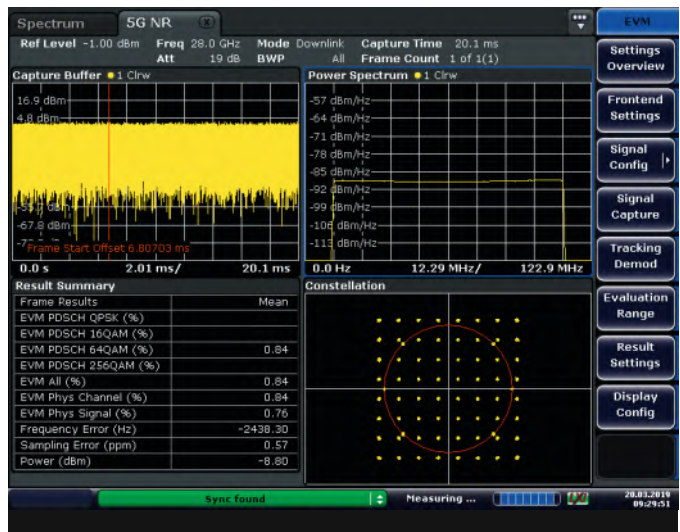 Spectrum 5G NR EVM
Ref Level -1.00 dBm Freq 28.0 GHz Mode Downlink Capture Time 20.1 ms
Att 19 dB BWP All Frame Count 1 of 1(1)
Capture Buffer 1 Clrw
16.9 dBm
4.8 dBm
-67.8 dBm
Frame Start Offset 6.80703 ms
0.0 s 2.01 ms/ 20.1 ms
Power Spectrum 1 Clrw
-57 dBm/Hz
-64 dBm/Hz
-71 dBm/Hz
-78 dBm/Hz
-85 dBm/Hz
-92 dBm/Hz
-99 dBm/Hz
-106 dBm/Hz
-113 dBm/Hz
0.0 Hz 12.29 MHz/ 122.9 MHz
Result Summary
Frame Results Mean
EVM PDSCH QPSK (%)
EVM PDSCH 16QAM (%)
EVM PDSCH 64QAM (%) 0.84
EVM PDSCH 256QAM (%)
EVM All (%) 0.84
EVM Phys Channel (%) 0.84
EVM Phys Signal (%) 0.76
Frequency Error (Hz) -2438.30
Sampling Error (ppm) 0.57
Power (dBm) -8.80
Constellation
Settings
Overview
Frontend
Settings
Signal
Config
Signal
Capture
Tracking
Demod
Evaluation
Range
Result
Settings
Display
Config
Sync found Measuring ... 20.03.2019
09:29:51